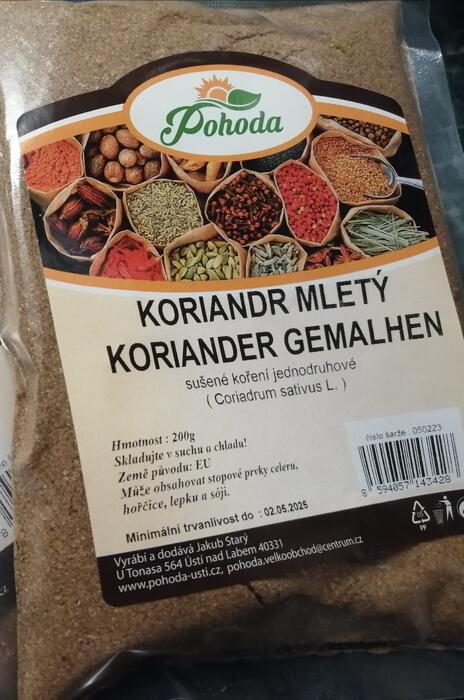 Pohoda
KORIANDR MLETÝ
KORIANDER GEMALHEN
sušené koření jednodruhové
( Coriadrum sativus L. )
Hmotnost : 200g
Skladujte v suchu a chladu!
Země původu: EU
Může obsahovat stopové prvky celeru,
hořčice, lepku a sóji.
číslo šarže : 050223
8 594057 143428
Minimální trvanlivost do : 02.05.2025
05
PP
Vyrábí a dodává Jakub Starý
U Tonasa 564 Ústí nad Labem 40331
www.pohoda-usti.cz, pohoda.velkoobchod@centrum.cz